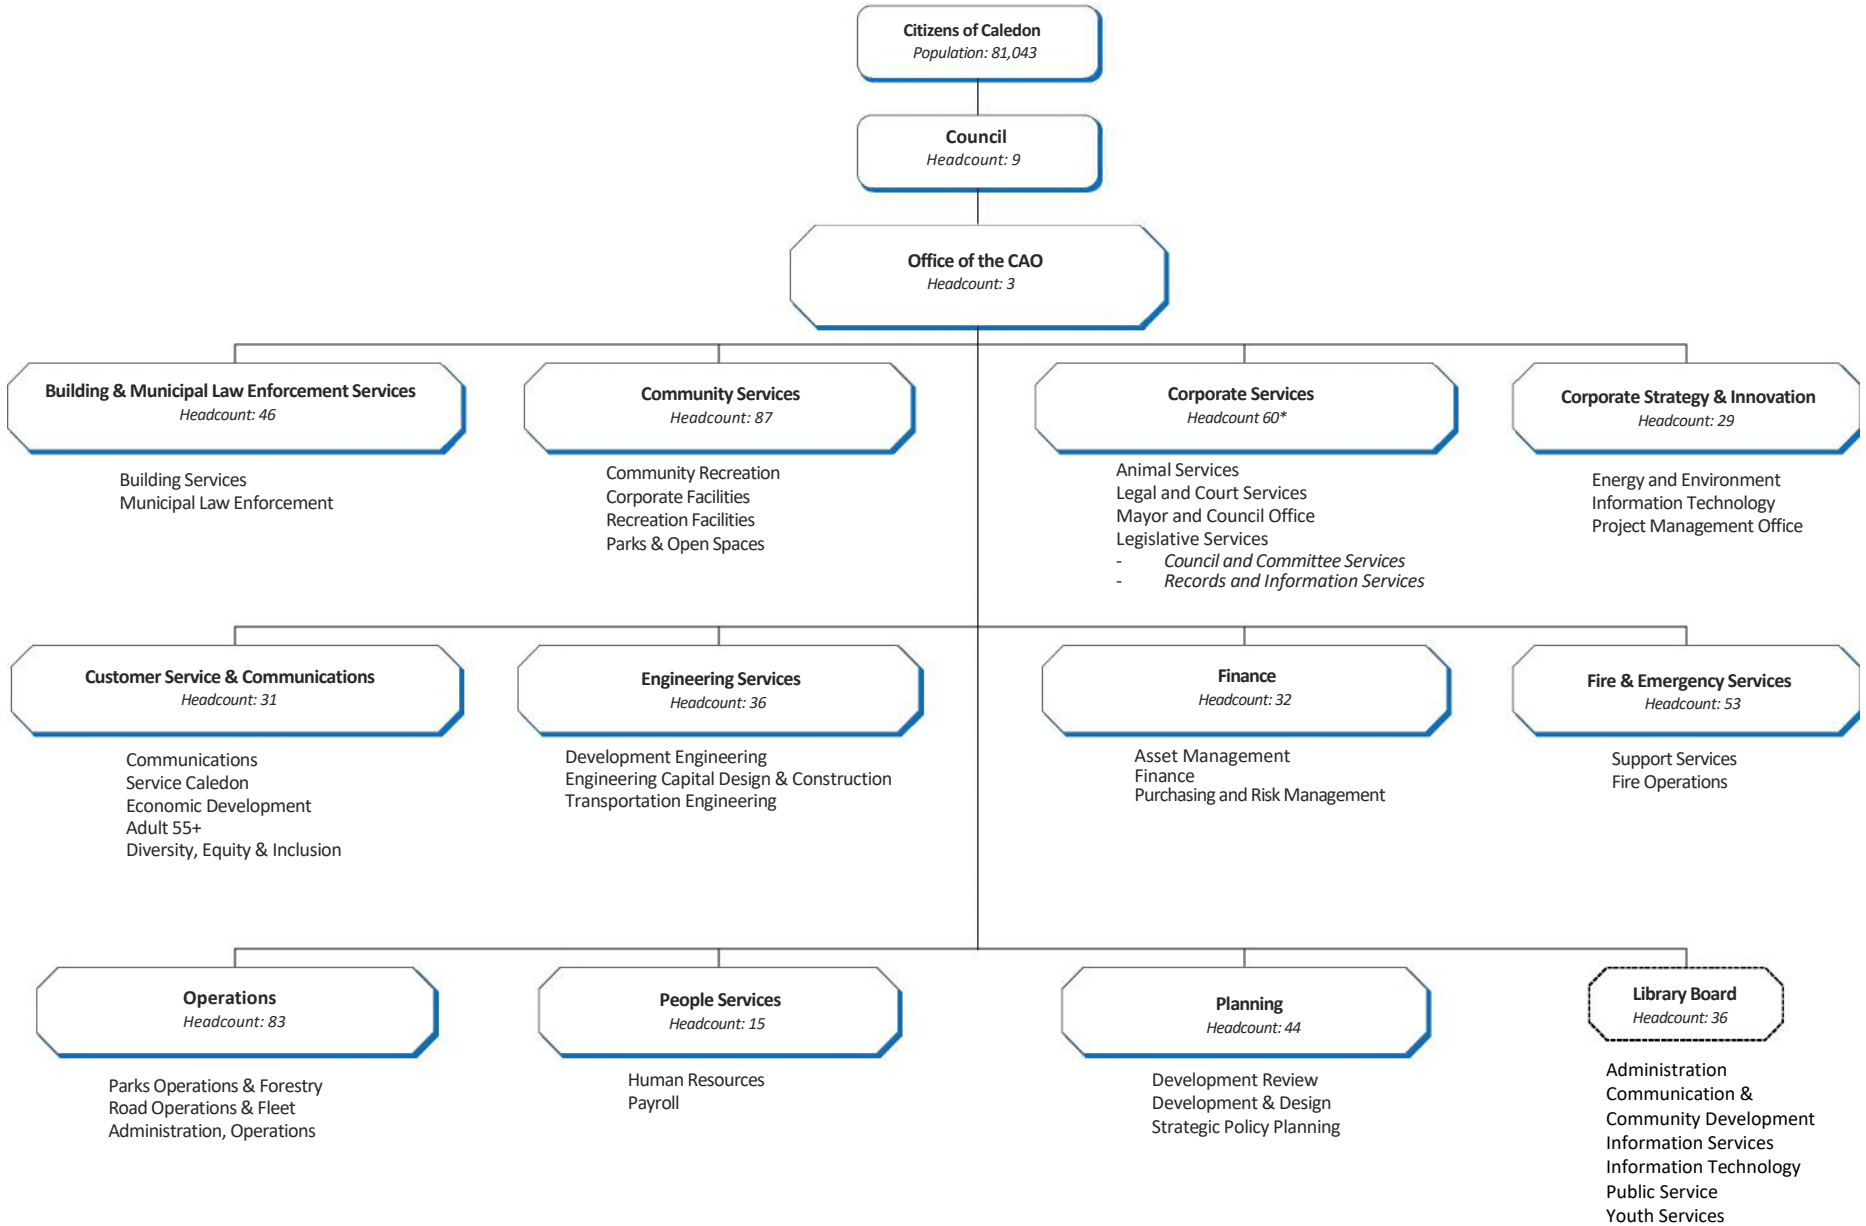 Citizens of Caledon
Population: 81,043
Council
Headcount: 9
Office of the CAO
Headcount: 3
Building & Municipal Law Enforcement Services
Headcount: 46
Building Services
Municipal Law Enforcement
Community Services
Headcount: 87
Community Recreation
Corporate Facilities
Recreation Facilities
Parks & Open Spaces
Corporate Services
Headcount 60*
Animal Services
Legal and Court Services
Mayor and Council Office
Legislative Services
- Council and Committee Services
- Records and Information Services
Corporate Strategy & Innovation
Headcount: 29
Energy and Environment
Information Technology
Project Management Office
Customer Service & Communications
Headcount: 31
Communications
Service Caledon
Economic Development
Adult 55+
Diversity, Equity & Inclusion
Engineering Services
Headcount: 36
Development Engineering
Engineering Capital Design & Construction
Transportation Engineering
Finance
Headcount: 32
Asset Management
Finance
Purchasing and Risk Management
Fire & Emergency Services
Headcount: 53
Support Services
Fire Operations
Operations
Headcount: 83
Parks Operations & Forestry
Road Operations & Fleet
Administration, Operations
People Services
Headcount: 15
Human Resources
Payroll
Planning
Headcount: 44
Development Review
Development & Design
Strategic Policy Planning
Library Board
Headcount: 36
Administration
Communication &
Community Development
Information Services
Information Technology
Public Service
Youth Services